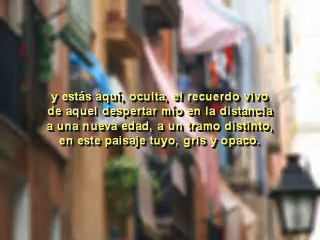 y estás aquí, oculta, el recuerdo vivo
de aquel despertar mío en la distancia
a una nueva edad, a un tramo distinto,
en este paisaje tuyo, gris y opaco.